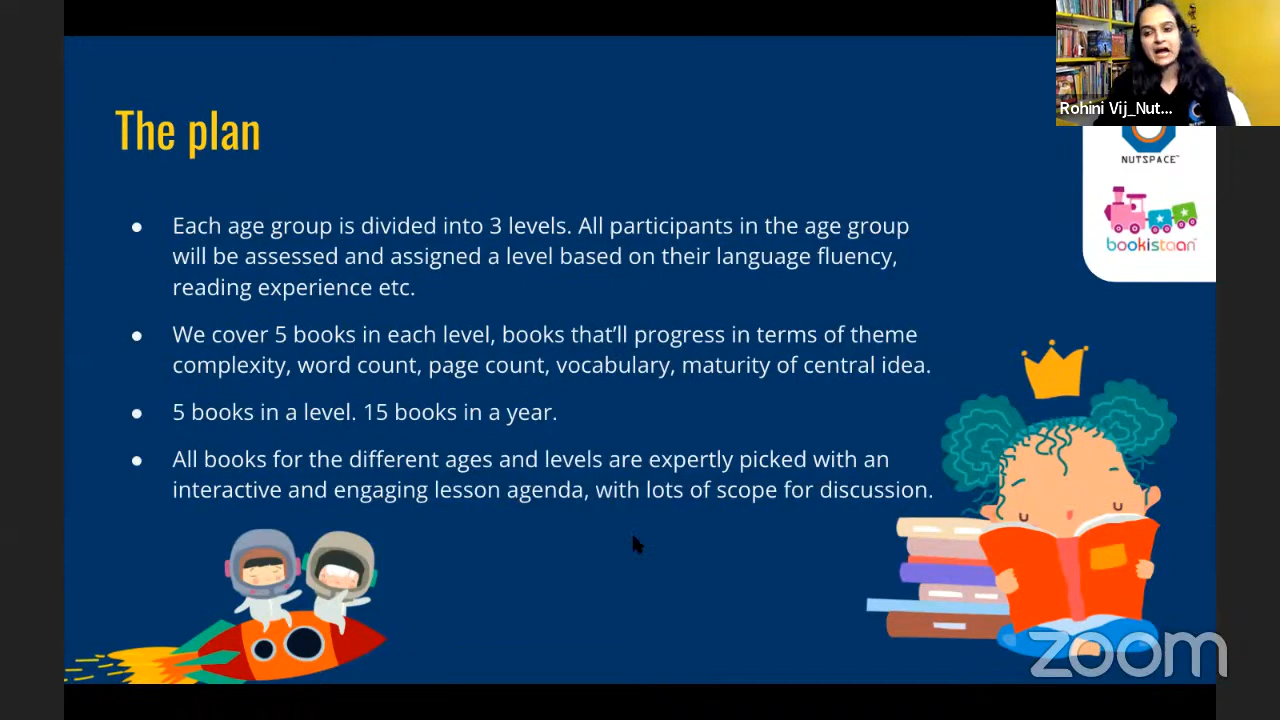 Rohini Vij_Nut...
The plan
NUTSPACE™
bookistaan™
● Each age group is divided into 3 levels. All participants in the age group
will be assessed and assigned a level based on their language fluency,
reading experience etc.
● We cover 5 books in each level, books that’ll progress in terms of theme
complexity, word count, page count, vocabulary, maturity of central idea.
● 5 books in a level. 15 books in a year.
● All books for the different ages and levels are expertly picked with an
interactive and engaging lesson agenda, with lots of scope for discussion.
zoom